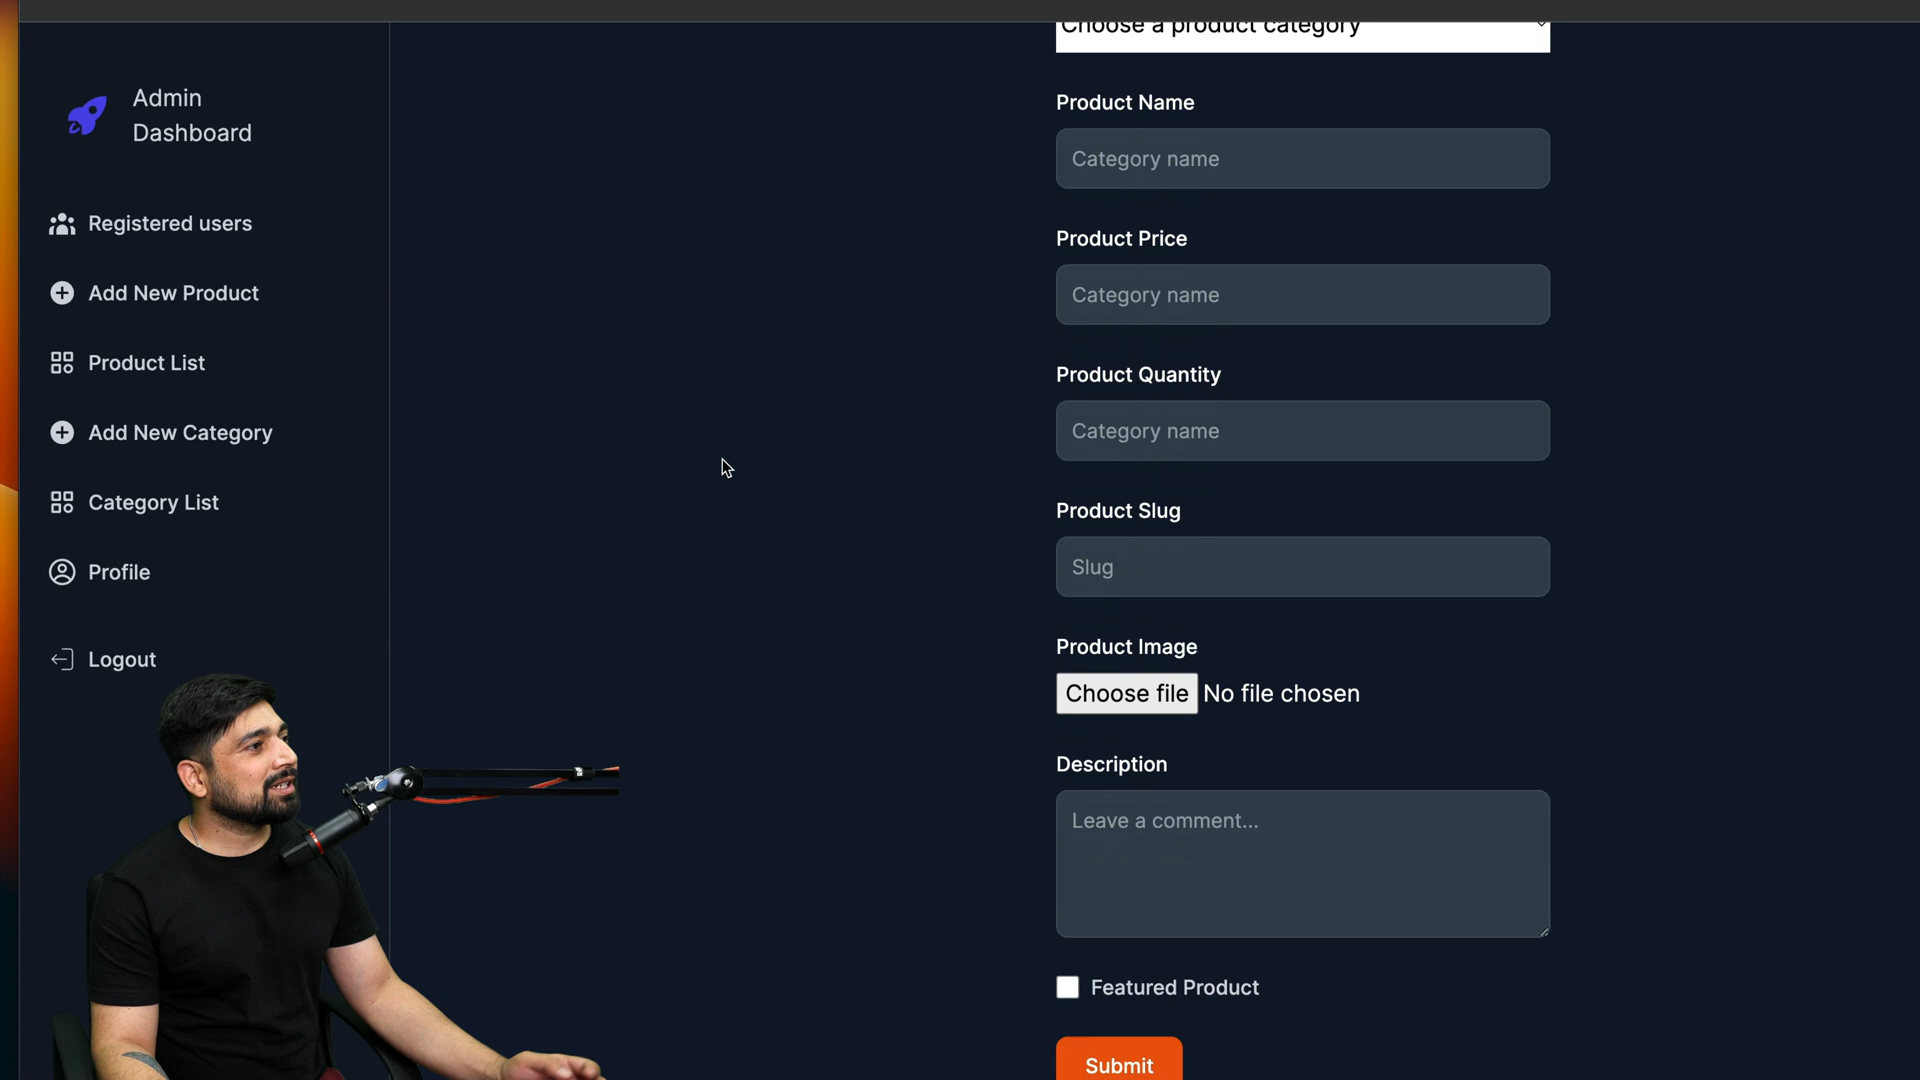 Choose a product category
Admin
Dashboard
Product Name
Category name
Registered users
Product Price
Add New Product
Category name
Product List
Product Quantity
Add New Category
Category name
Category List
Product Slug
Profile
Slug
Logout
Product Image
Choose file No file chosen
Description
Leave a comment...
Featured Product
Submit